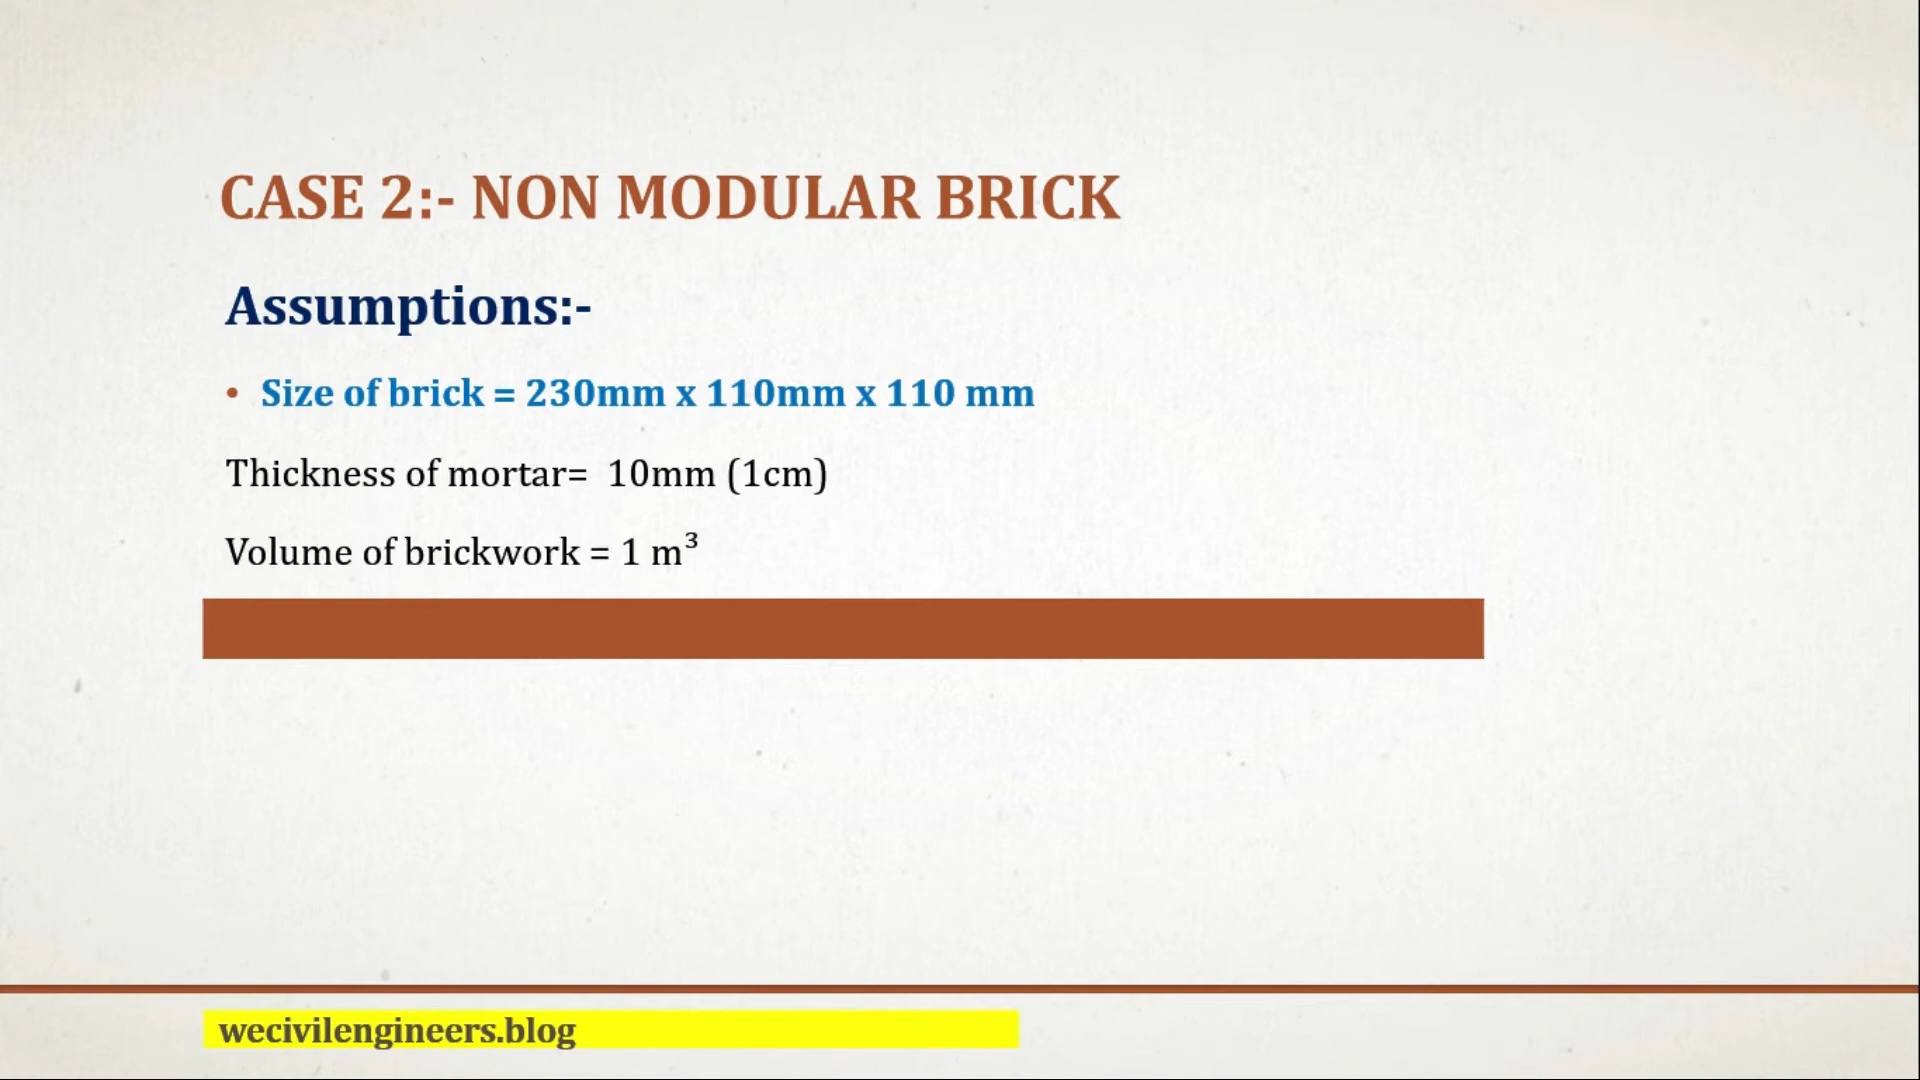 CASE 2:- NON MODULAR BRICK
Assumptions:-
• Size of brick = 230mm x 110mm x 110 mm
Thickness of mortar=  10mm (1cm)
Volume of brickwork = 1 m³
wecivilengineers.blog